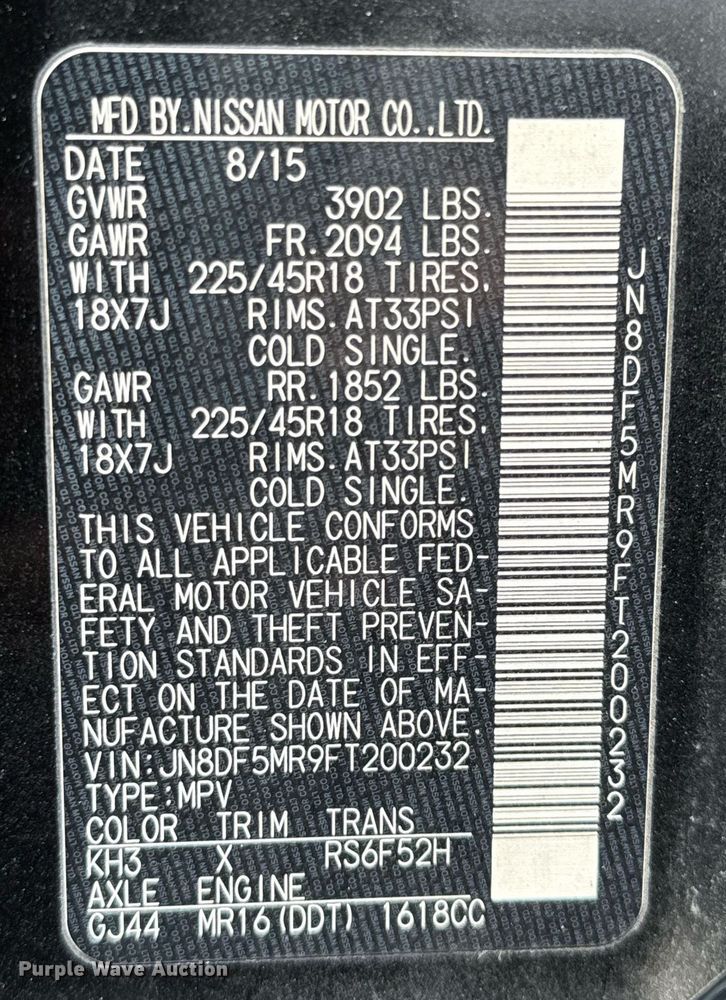 MFD BY.NISSAN MOTOR CO.,LTD.
DATE 8/15
GVWR 3902 LBS.
GAWR FR.2094 LBS.
WITH 225/45R18 TIRES,
18X7J RIMS.AT33PSI
COLD SINGLE.
GAWR RR.1852 LBS.
WITH 225/45R18 TIRES.
18X7J RIMS.AT33PSI
COLD SINGLE.
THIS VEHICLE CONFORMS
TO ALL APPLICABLE FED-
ERAL MOTOR VEHICLE SA-
FETY AND THEFT PREVEN-
TION STANDARDS IN EFF-
ECT ON THE DATE OF MA-
NUFACTURE SHOWN ABOVE.
VIN:JN8DF5MR9FT200232
TYPE:MPV
COLOR TRIM TRANS
KH3 X RS6F52H
AXLE ENGINE
GJ44 MR16(DDT) 1618CC
JN8DF5MR9FT200232
Purple Wave Auction